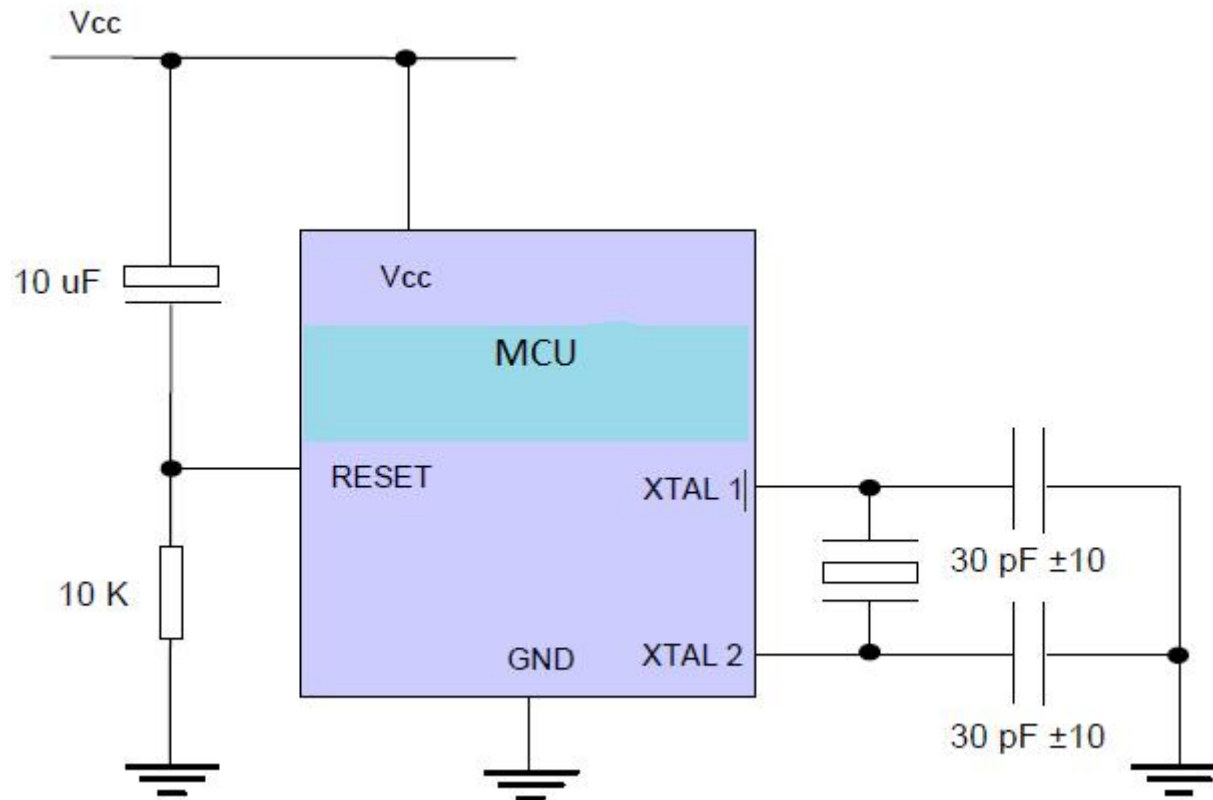 Vcc
10 uF
Vcc
MCU
RESET
XTAL 1
30 pF ±10
10 K
GND
XTAL 2
30 pF ±10